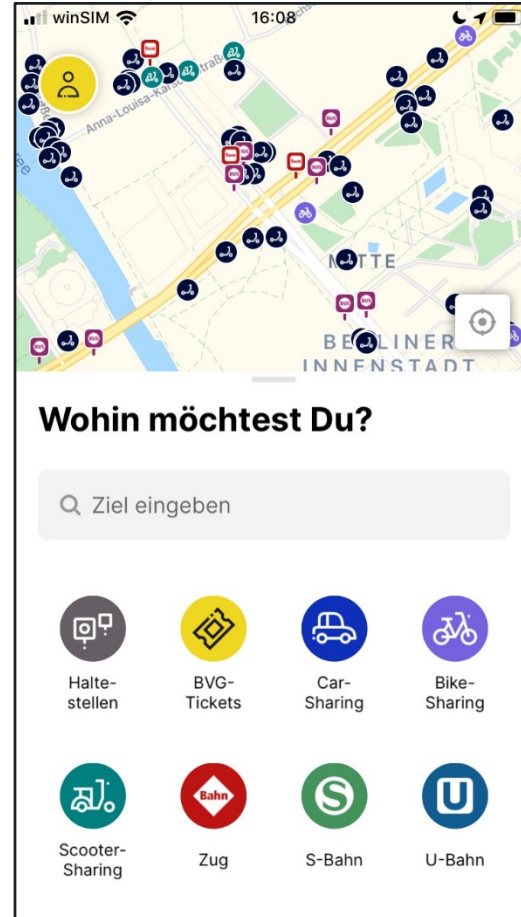 winSIM
16:08
Anna-Louisa-Karsch-Straße
MITTE
BERLINER
INNENSTADT
Wohin möchtest Du?
Ziel eingeben
Halte-
stellen
BVG-
Tickets
Car-
Sharing
Bike-
Sharing
Scooter-
Sharing
Bahn
Zug
S
S-Bahn
U
U-Bahn